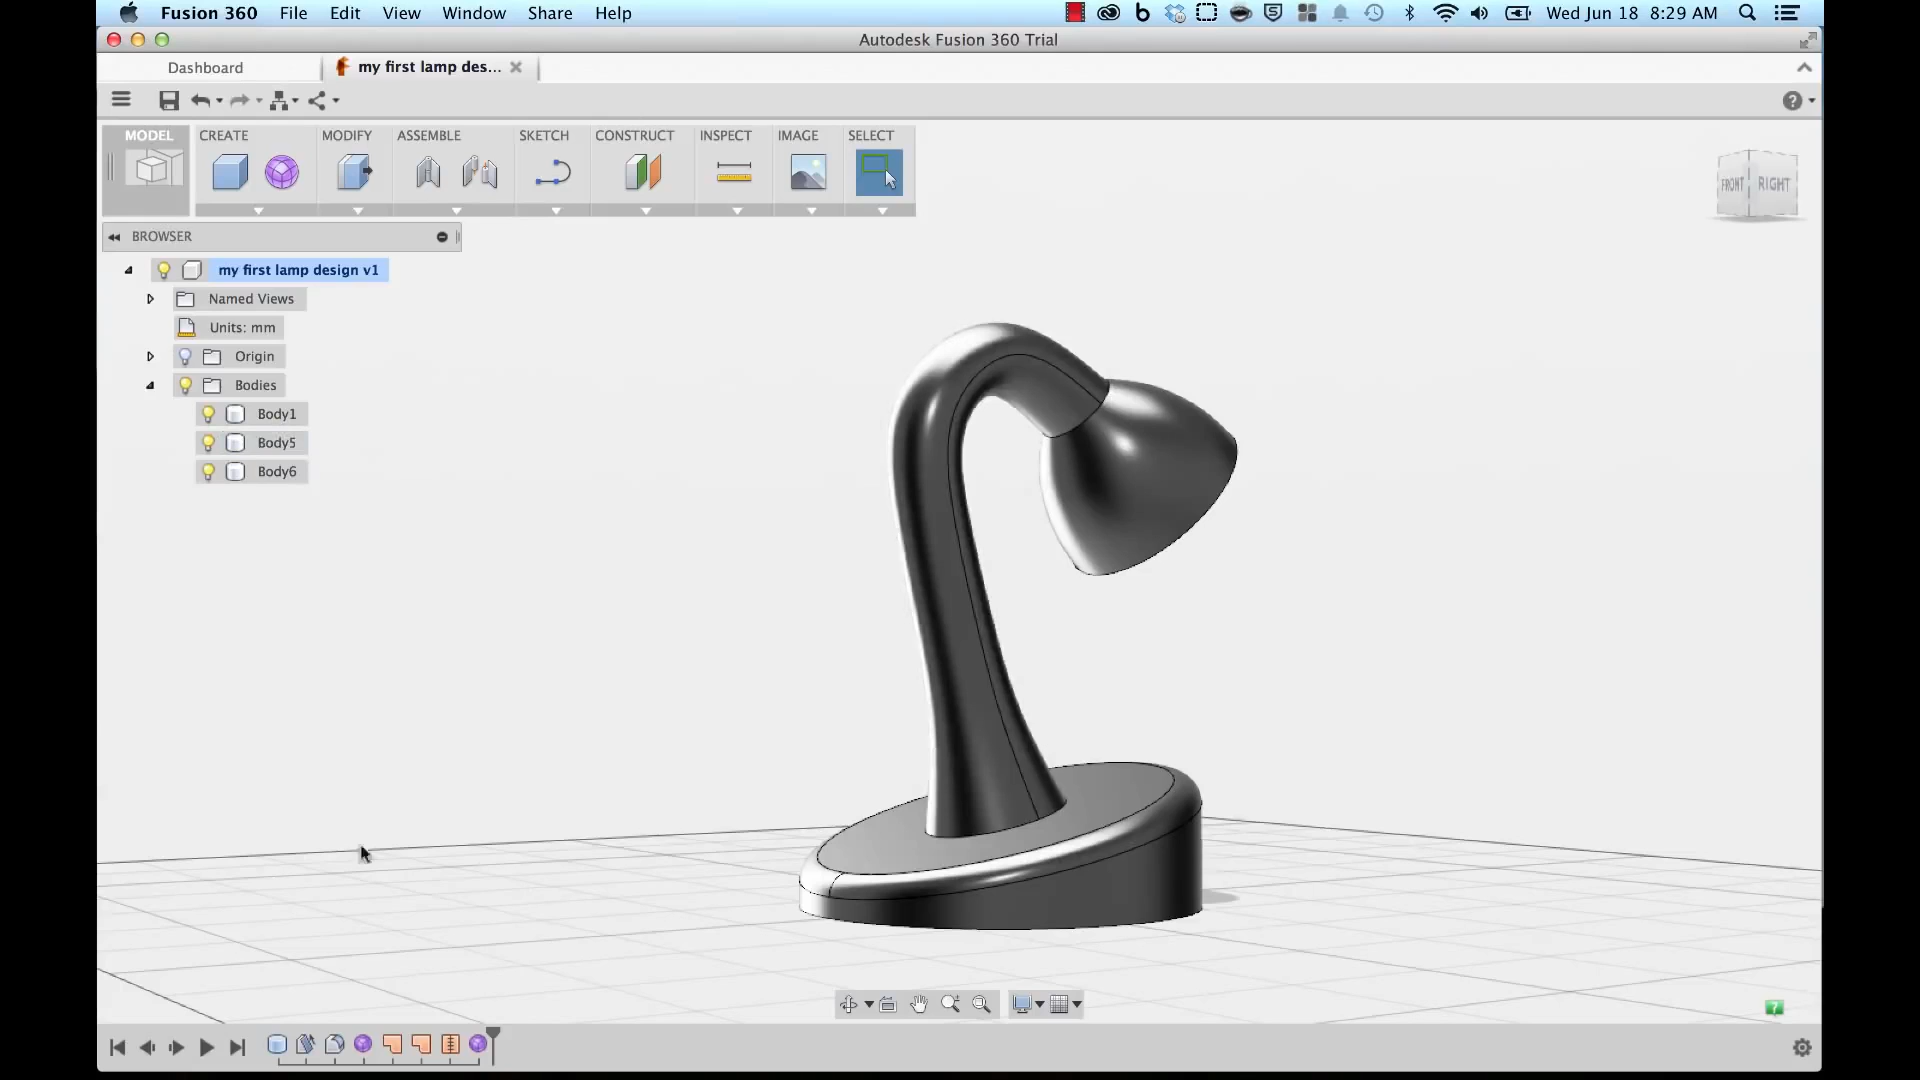 Fusion 360 File Edit View Window Share Help Wed Jun 18 8:29 AM
Autodesk Fusion 360 Trial
Dashboard my first lamp des...
MODEL CREATE MODIFY ASSEMBLE SKETCH CONSTRUCT INSPECT IMAGE SELECT
FRONT RIGHT
BROWSER
my first lamp design v1
Named Views
Units: mm
Origin
Bodies
Body1
Body5
Body6